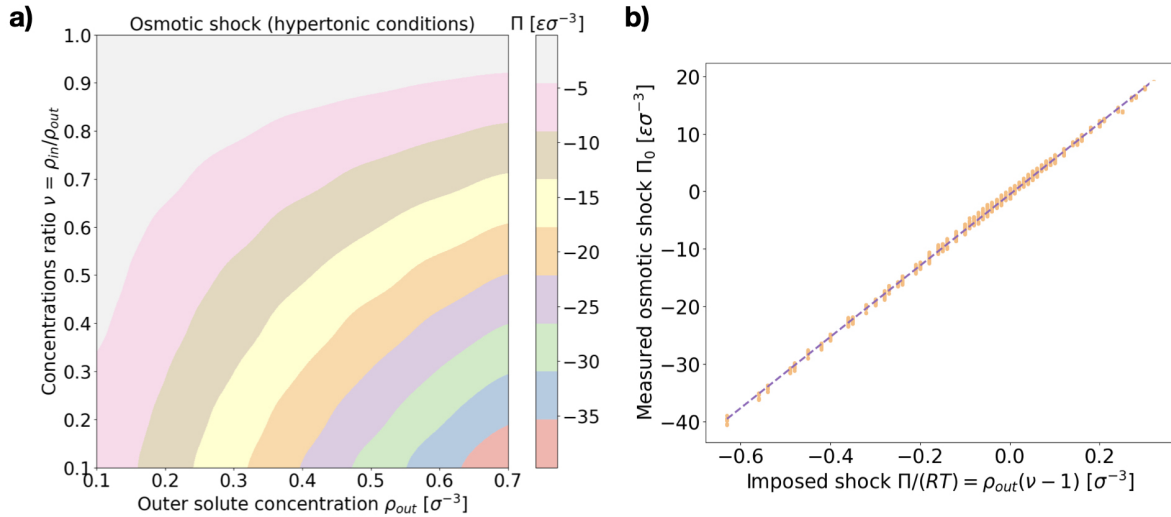 a)
Osmotic shock (hypertonic conditions)
Π [εσ⁻³]
1.0
0.9
0.8
0.7
0.6
0.5
0.4
0.3
0.2
0.1
Concentrations ratio ν = ρ_in/ρ_out
0.1 0.2 0.3 0.4 0.5 0.6 0.7
Outer solute concentration ρ_out [σ⁻³]
−5
−10
−15
−20
−25
−30
−35
b)
20
10
0
−10
−20
−30
−40
Measured osmotic shock Π₀ [εσ⁻³]
−0.6 −0.4 −0.2 0.0 0.2
Imposed shock Π/(RT) = ρ_out(ν − 1) [σ⁻³]